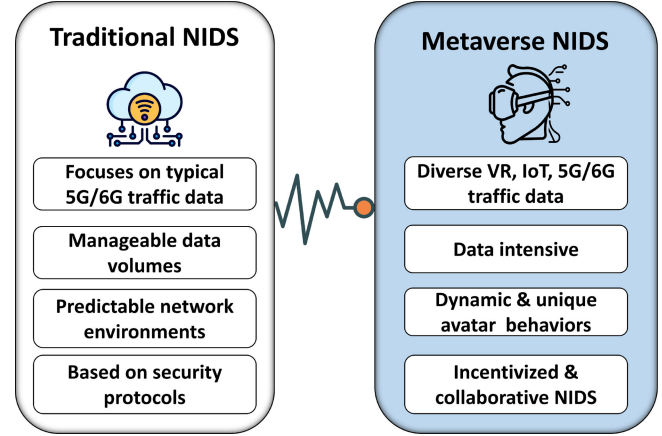 Traditional NIDS
Focuses on typical
5G/6G traffic data
Manageable data
volumes
Predictable network
environments
Based on security
protocols
Metaverse NIDS
Diverse VR, IoT, 5G/6G
traffic data
Data intensive
Dynamic & unique
avatar behaviors
Incentivized &
collaborative NIDS